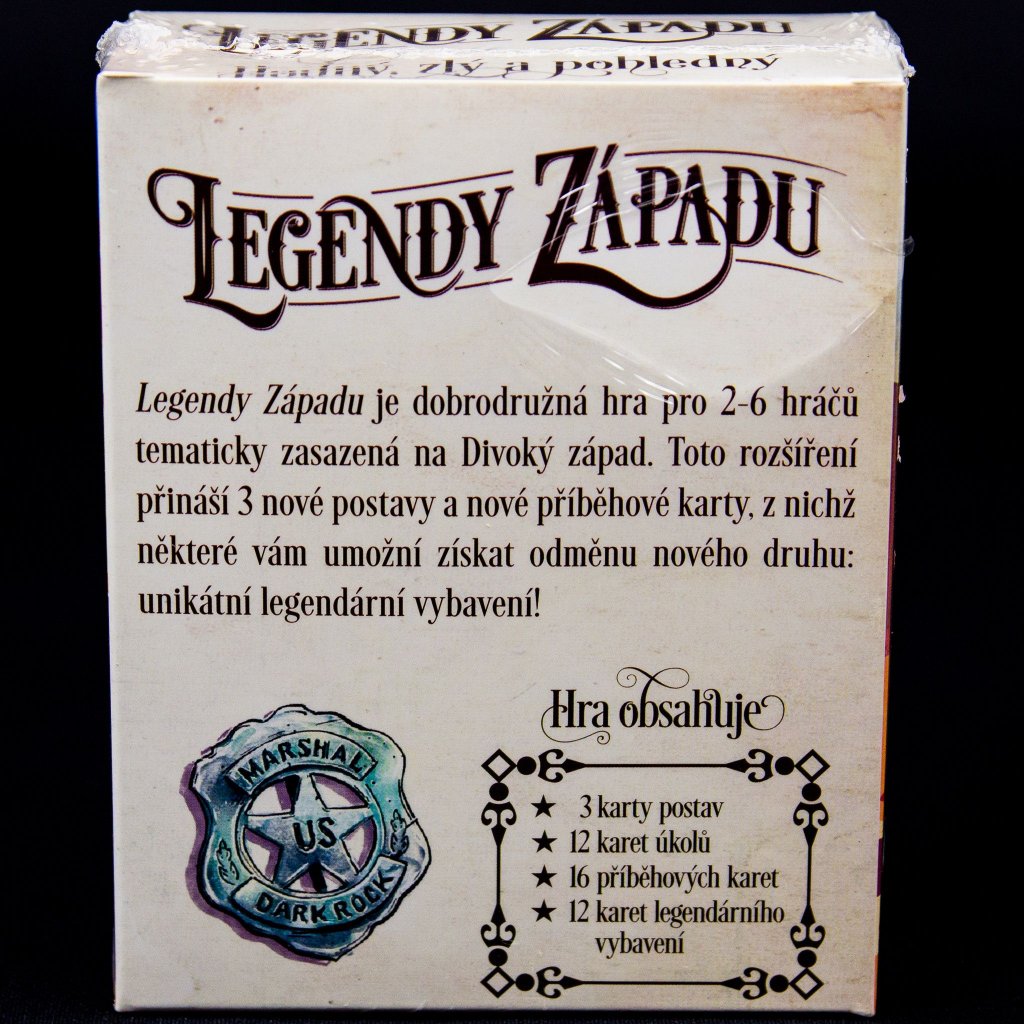 LEGENDY ZÁPADU
Hodný, zlý a pohledný
LEGENDY ZÁPADU
Legendy Západu je dobrodružná hra pro 2-6 hráčů
tematicky zasazená na Divoký západ. Toto rozšíření
přináší 3 nové postavy a nové příběhové karty, z nichž
některé vám umožní získat odměnu nového druhu:
unikátní legendární vybavení!
Hra obsahuje
★ 3 karty postav
★ 12 karet úkolů
★ 16 příběhových karet
★ 12 karet legendárního
vybavení
MARSHAL
US
DARK ROCK